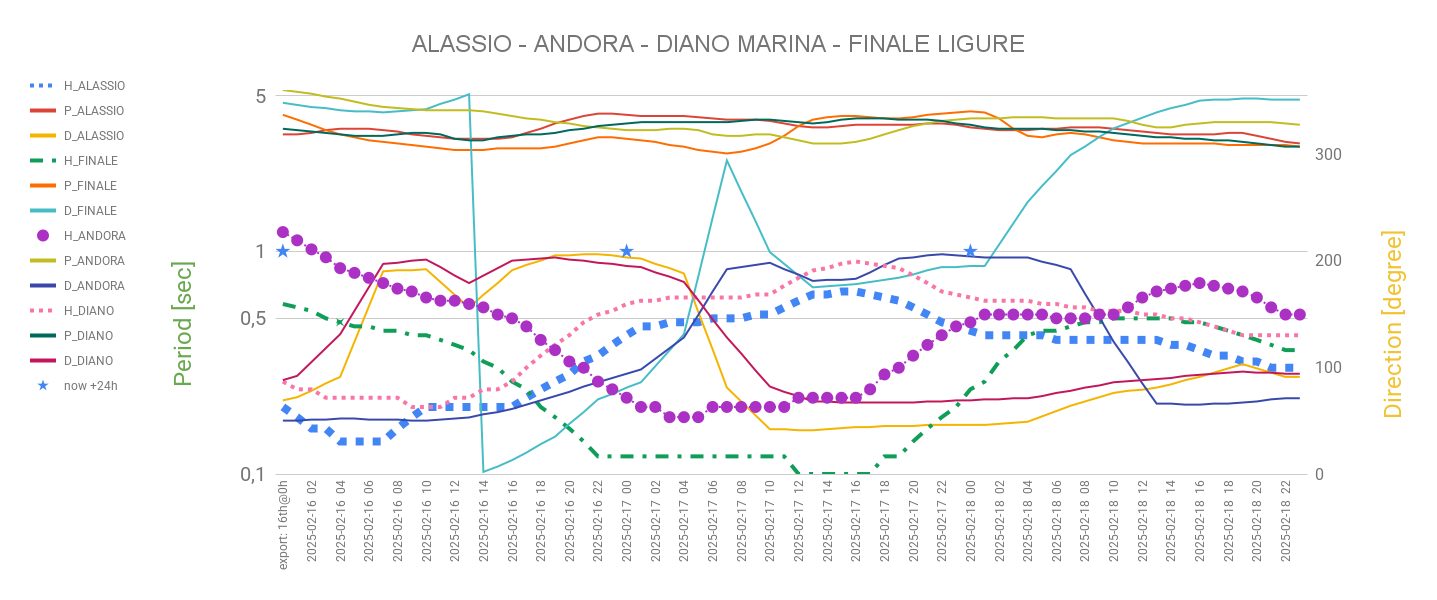 ALASSIO - ANDORA - DIANO MARINA - FINALE LIGURE
H_ALASSIO
P_ALASSIO
D_ALASSIO
H_FINALE
P_FINALE
D_FINALE
H_ANDORA
P_ANDORA
D_ANDORA
H_DIANO
P_DIANO
D_DIANO
now +24h
Period [sec]
5
1
0,5
0,1
300
200
100
0
Direction [degree]
export: 16th@0h
2025-02-16 02
2025-02-16 04
2025-02-16 06
2025-02-16 08
2025-02-16 10
2025-02-16 12
2025-02-16 14
2025-02-16 16
2025-02-16 18
2025-02-16 20
2025-02-16 22
2025-02-17 00
2025-02-17 02
2025-02-17 04
2025-02-17 06
2025-02-17 08
2025-02-17 10
2025-02-17 12
2025-02-17 14
2025-02-17 16
2025-02-17 18
2025-02-17 20
2025-02-17 22
2025-02-18 00
2025-02-18 02
2025-02-18 04
2025-02-18 06
2025-02-18 08
2025-02-18 10
2025-02-18 12
2025-02-18 14
2025-02-18 16
2025-02-18 18
2025-02-18 20
2025-02-18 22